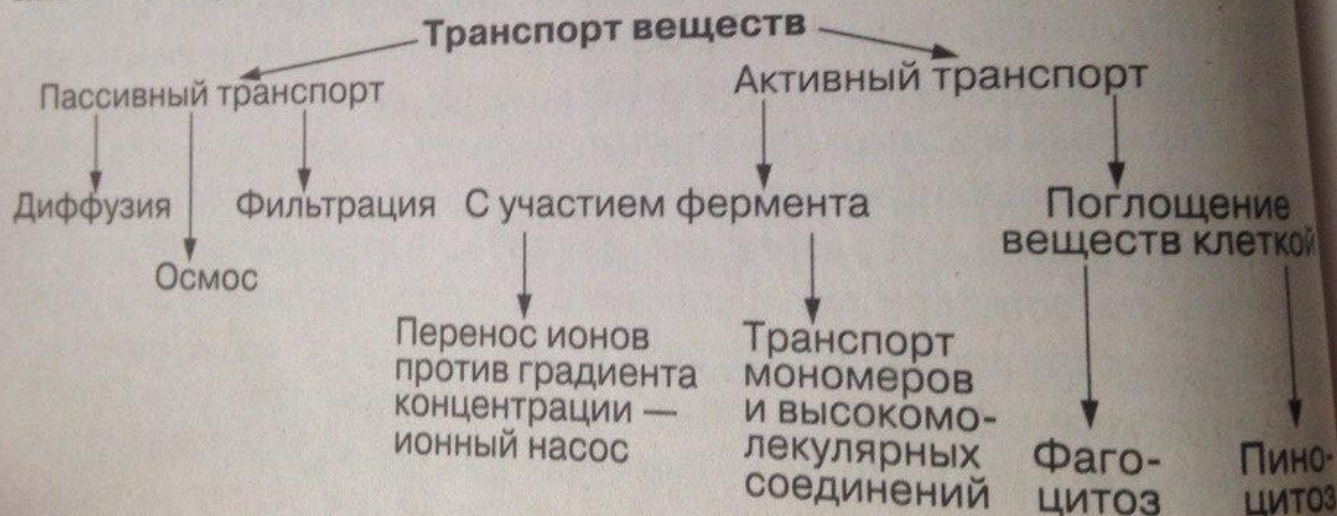 Транспорт веществ
Пассивный транспорт
Активный транспорт
Диффузия
Осмос
Фильтрация
С участием фермента
Поглощение
веществ клеткой
Перенос ионов
против градиента
концентрации —
ионный насос
Транспорт
мономеров
и высокомо-
лекулярных
соединений
Фаго-
цитоз
Пино-
цитоз